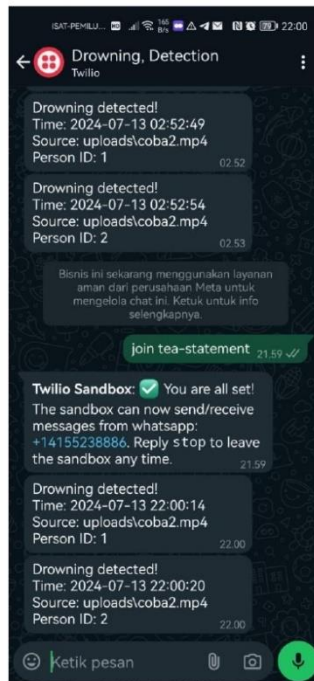 ISAT-PEMILU... HD 165 B/s 79 22:00
Drowning, Detection
Twilio
Drowning detected!
Time: 2024-07-13 02:52:49
Source: uploads\coba2.mp4
Person ID: 1
02.52
Drowning detected!
Time: 2024-07-13 02:52:54
Source: uploads\coba2.mp4
Person ID: 2
02.53
Bisnis ini sekarang menggunakan layanan
aman dari perusahaan Meta untuk
mengelola chat ini. Ketuk untuk info
selengkapnya.
join tea-statement 21.59
Twilio Sandbox: ✅ You are all set!
The sandbox can now send/receive
messages from whatsapp:
+14155238886. Reply stop to leave
the sandbox any time.
21.59
Drowning detected!
Time: 2024-07-13 22:00:14
Source: uploads\coba2.mp4
Person ID: 1
22.00
Drowning detected!
Time: 2024-07-13 22:00:20
Source: uploads\coba2.mp4
Person ID: 2
22.00
Ketik pesan